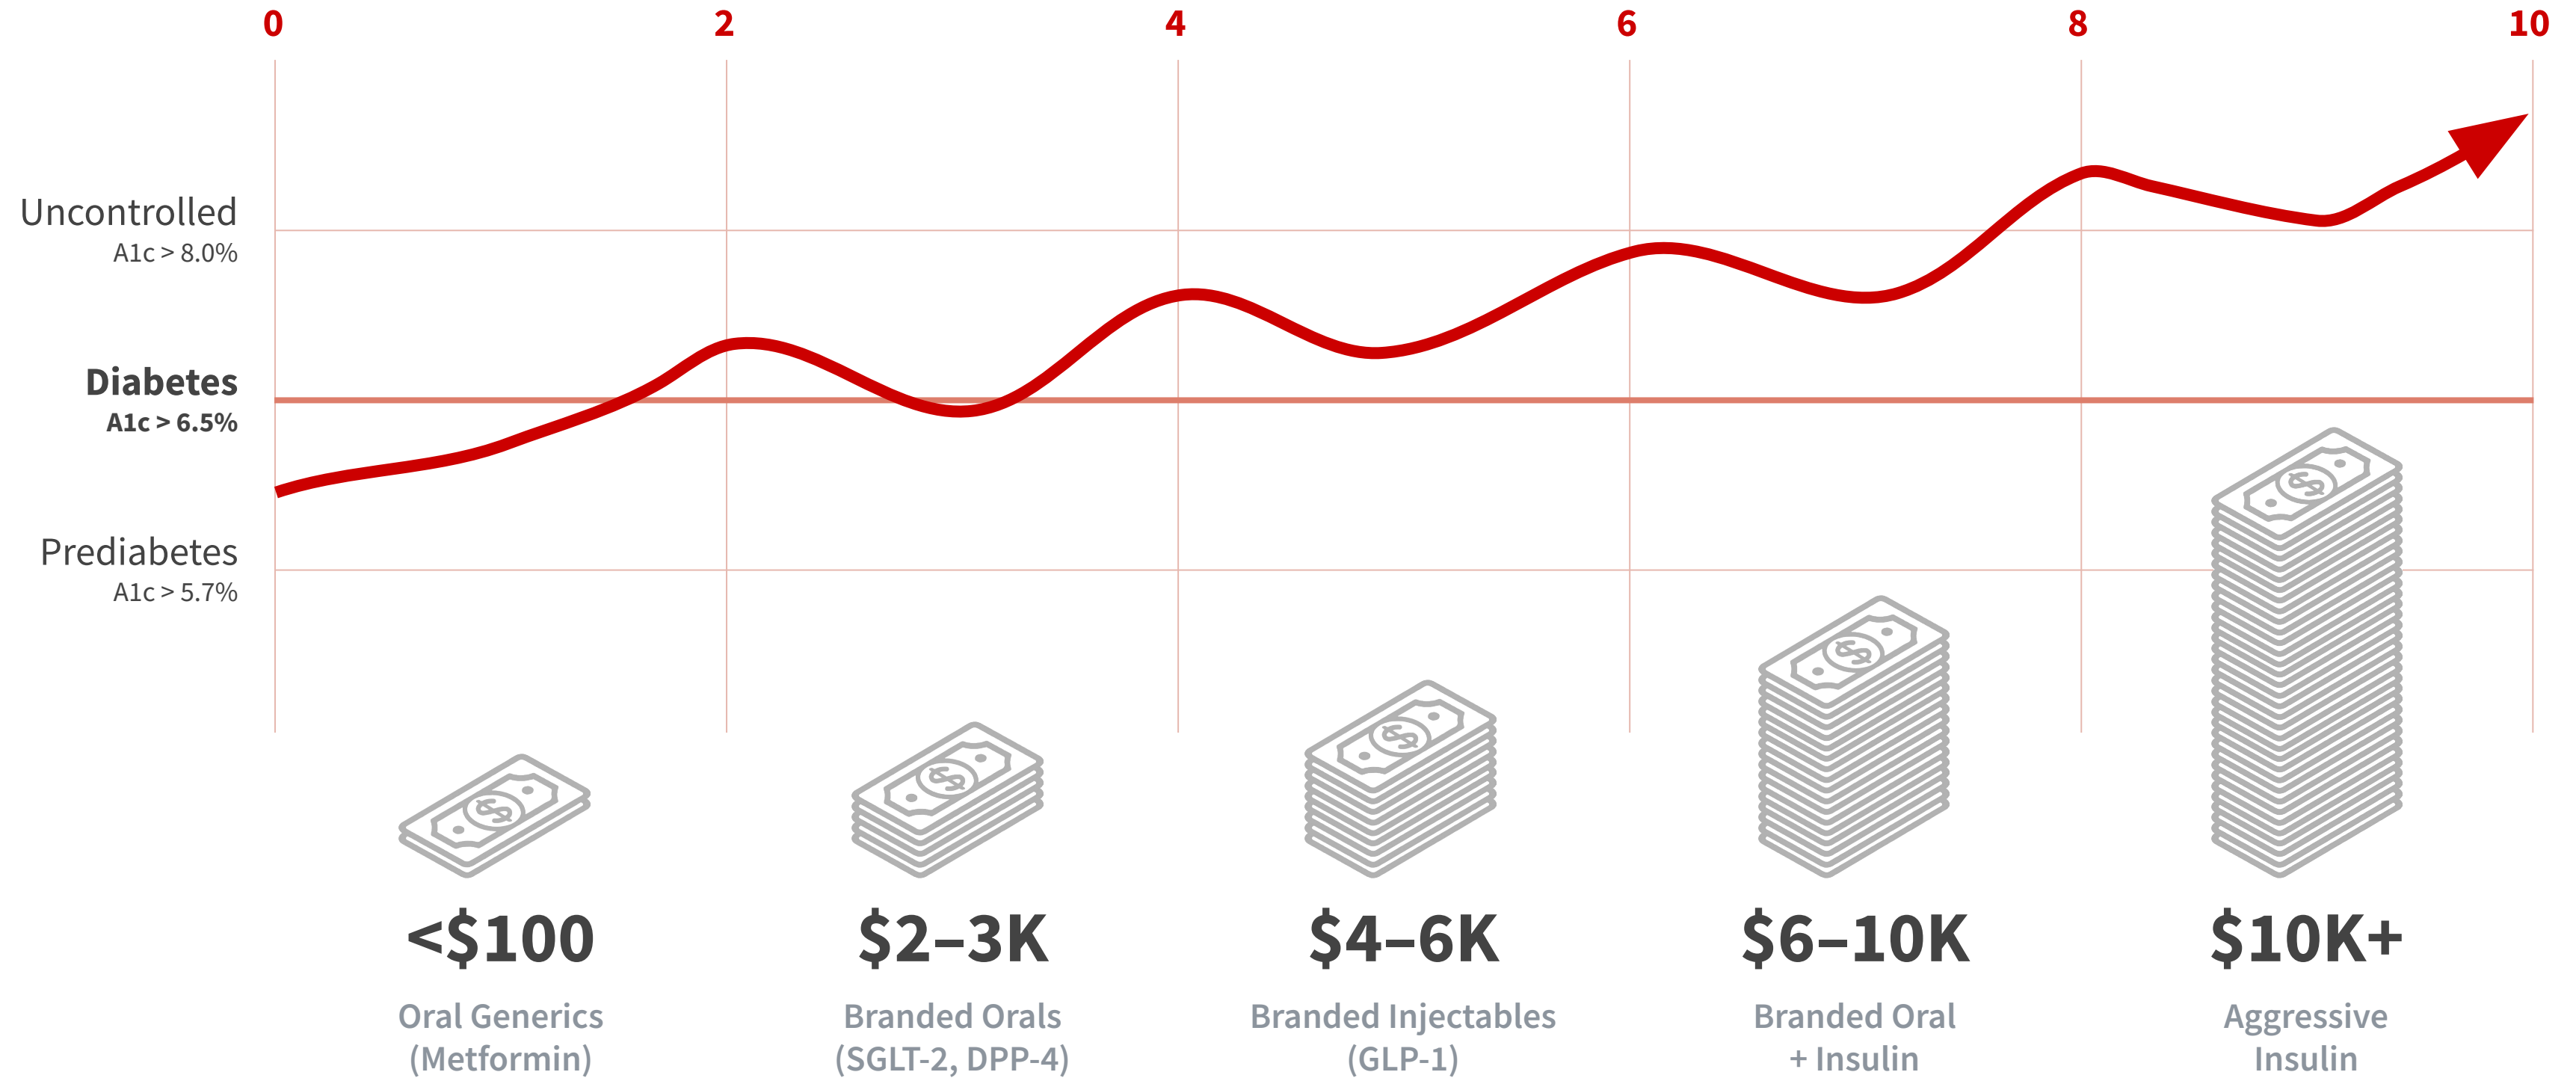 0 2 4 6 8 10
Uncontrolled
A1c > 8.0%
Diabetes
A1c > 6.5%
Prediabetes
A1c > 5.7%
<$100
Oral Generics
(Metformin)
$2–3K
Branded Orals
(SGLT-2, DPP-4)
$4–6K
Branded Injectables
(GLP-1)
$6–10K
Branded Oral
+ Insulin
$10K+
Aggressive
Insulin